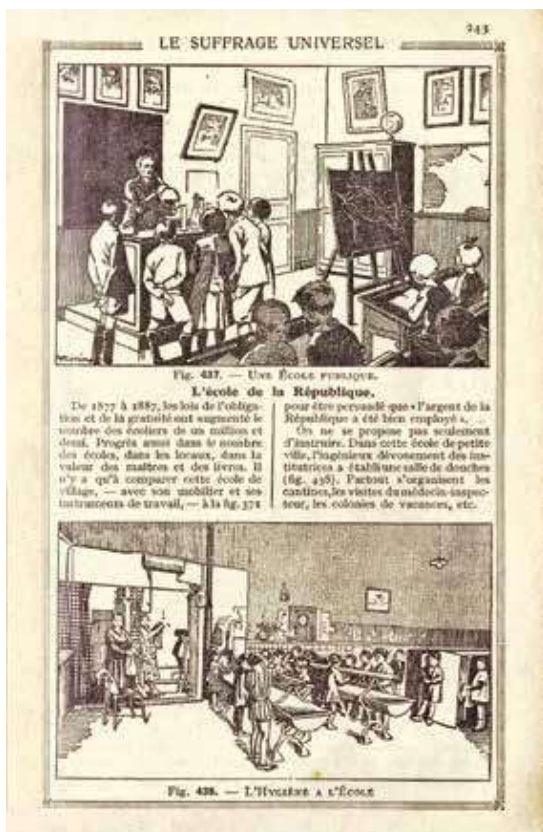 243
LE SUFFRAGE UNIVERSEL
Fig. 437. — UNE ÉCOLE PUBLIQUE.
L'école de la République.
De 1877 à 1887, les lois de l'obliga-
tion et de la gratuité ont augmenté le
nombre des écoliers de un million et
demi. Progrès aussi dans le nombre
des écoles, dans les locaux, dans la
valeur des maîtres et des livres. Il
n'y a qu'à comparer cette école de
village, — avec son mobilier et ses
instruments de travail, — à la fig. 372
pour être persuadé que « l'argent de la
République a été bien employé ».
On ne se propose pas seulement
d'instruire. Dans cette école de petite
ville, l'ingénieux dévouement des ins-
titutrices a établi une salle de douches
(fig. 438). Partout s'organisent les
cantines, les visites du médecin-inspec-
teur, les colonies de vacances, etc.
Fig. 438. — L'HYGIÈNE A L'ÉCOLE